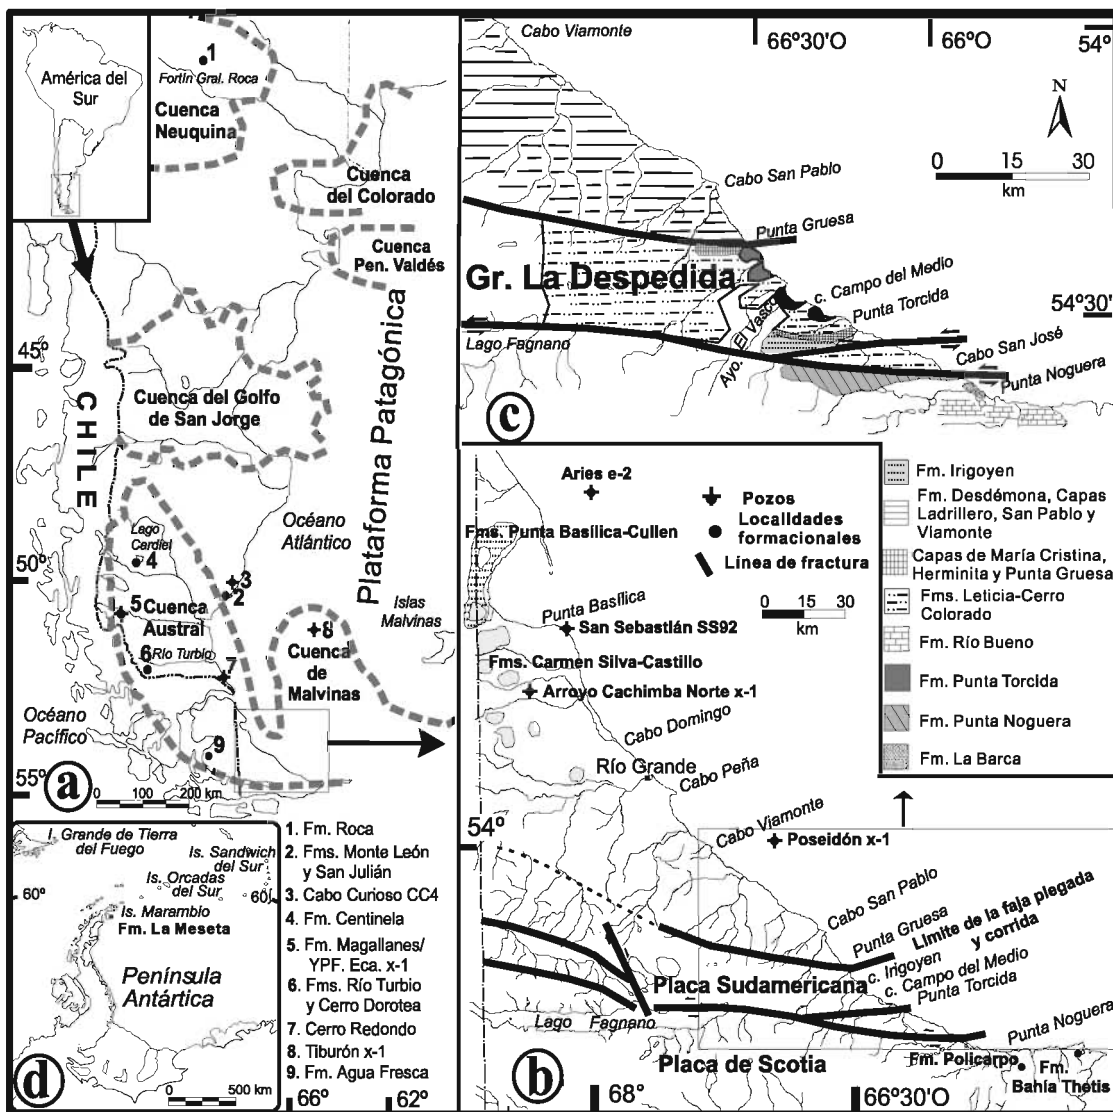 América del
Sur
1
Fortín Gral. Roca
Cuenca
Neuquina
Cuenca
del Colorado
Cuenca
Pen. Valdés
45º
CHILE
Cuenca del Golfo
de San Jorge
Plataforma Patagónica
Océano
Atlántico
Lago
Cardiel
4
50º
3
2
5
Cuenca
Austral
Islas
Malvinas
8
6
Río Turbio
Cuenca
de
Malvinas
7
Océano
Pacífico
9
55º
a
0 100 200 km
I. Grande de Tierra
del Fuego
Is. Sandwich
del Sur
Is. Orcadas
del Sur
60º
60º
Is. Marambio
Fm. La Meseta
Península
Antártica
d
0 500 km
1. Fm. Roca
2. Fms. Monte León
y San Julián
3. Cabo Curioso CC4
4. Fm. Centinela
5. Fm. Magallanes/
YPF. Eca. x-1
6. Fms. Río Turbio
y Cerro Dorotea
7. Cerro Redondo
8. Tiburón x-1
9. Fm. Agua Fresca
66º
62º
Cabo Viamonte
66º30'O
66ºO
54º
N
0 15 30
km
Cabo San Pablo
Punta Gruesa
Gr. La Despedida
c. Campo del Medio
Punta Torcida
54º30'
Lago Fagnano
Ayo. El Vasco
Cabo San José
Punta Noguera
c
Fm. Irigoyen
Fm. Desdémona, Capas
Ladrillero, San Pablo y
Viamonte
Capas de María Cristina,
Herminita y Punta Gruesa
Fms. Leticia-Cerro
Colorado
Fm. Río Bueno
Fm. Punta Torcida
Fm. Punta Noguera
Fm. La Barca
Aries e-2
Pozos
Localidades
formacionales
Línea de fractura
0 15 30
km
Fms. Punta Basílica-Cullen
Punta Basílica
San Sebastián SS92
Fms. Carmen Silva-Castillo
Arroyo Cachimba Norte x-1
Cabo Domingo
Río Grande
Cabo Peña
54º
Cabo Viamonte
Poseidón x-1
Cabo San Pablo
Punta Gruesa
Límite de la faja plegada
y corrida
c. Irigoyen
c. Campo del Medio
Punta Torcida
Placa Sudamericana
Punta Noguera
Lago Fagnano
Placa de Scotia
Fm. Policarpo
Fm.
Bahía Thetis
b
68º
66º30'O